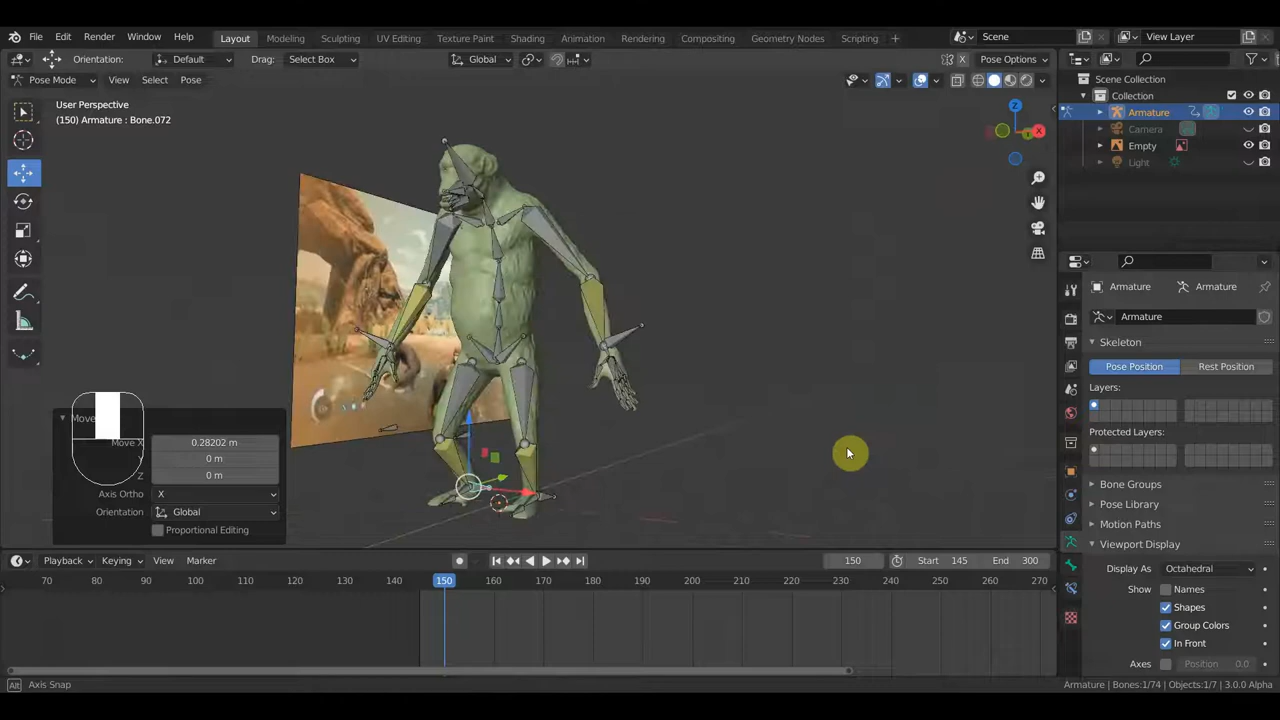 File Edit Render Window Help Layout Modeling Sculpting UV Editing Texture Paint Shading Animation Rendering Compositing Geometry Nodes Scripting + Scene View Layer
Orientation: Default Drag: Select Box Global X Pose Options
Pose Mode View Select Pose
User Perspective
(150) Armature : Bone.072
Z
X
Y
Scene Collection
Collection
Armature
Camera
Empty
Light
Armature Armature
Armature
Skeleton
Pose Position Rest Position
Layers:
Protected Layers:
Bone Groups
Pose Library
Motion Paths
Viewport Display
Display As Octahedral
Show Names
Shapes
Group Colors
In Front
Axes Position 0.0
Move
Move X 0.28202 m
Y 0 m
Z 0 m
Axis Ortho X
Orientation Global
Proportional Editing
Playback Keying View Marker 150 Start 145 End 300
70 80 90 100 110 120 130 140 150 160 170 180 190 200 210 220 230 240 250 260 270
Alt Axis Snap Armature | Bones:1/74 | Objects:1/7 | 3.0.0 Alpha